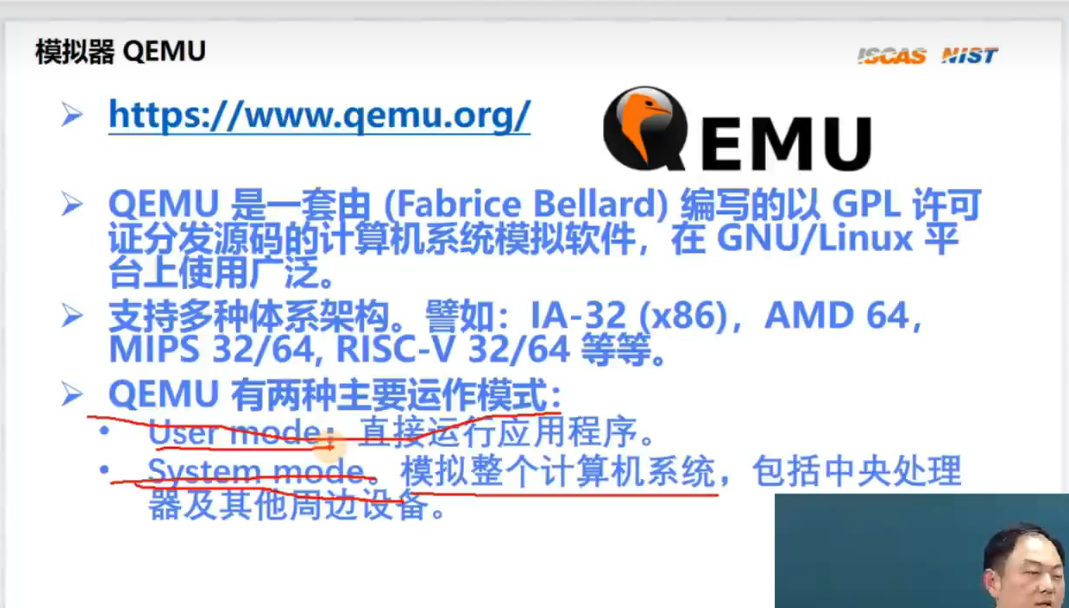 模拟器 QEMU
ISCAS NIST
https://www.qemu.org/
QEMU
QEMU 是一套由 (Fabrice Bellard) 编写的以 GPL 许可
证分发源码的计算机系统模拟软件，在 GNU/Linux 平
台上使用广泛。
支持多种体系架构。譬如：IA-32 (x86)，AMD 64，
MIPS 32/64, RISC-V 32/64 等等。
QEMU 有两种主要运作模式：
User mode：直接运行应用程序。
System mode。模拟整个计算机系统，包括中央处理
器及其他周边设备。